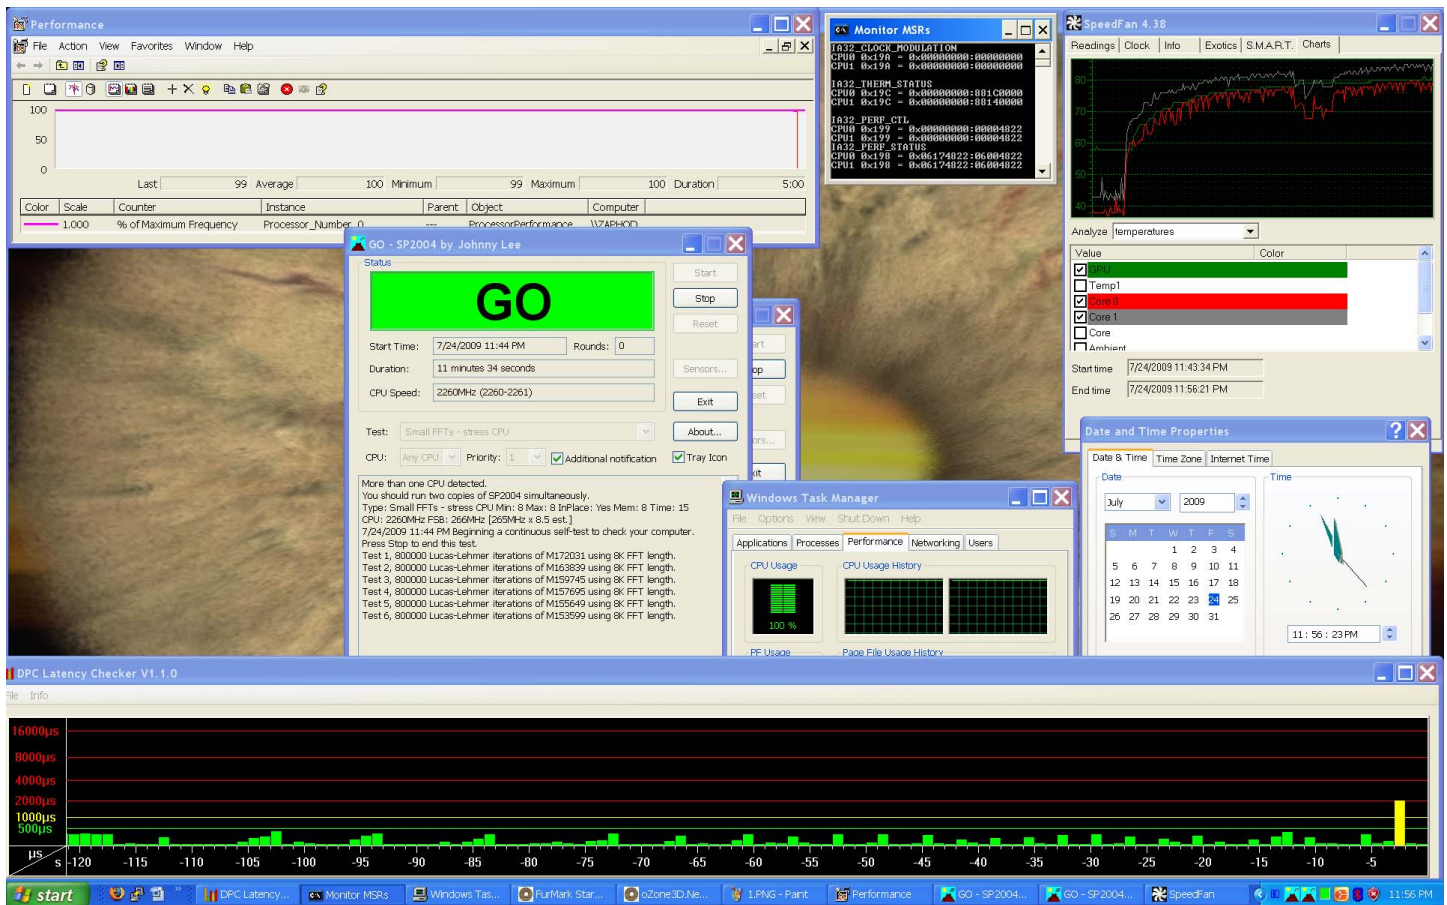 Performance
File Action View Favorites Window Help
100
50
0
Last 99 Average 100 Minimum 99 Maximum 100 Duration 5:00
Color Scale Counter Instance Parent Object Computer
1.000 % of Maximum Frequency Processor_Number_0 --- ProcessorPerformance \\ZAPHOD
Monitor MSRs
IA32_CLOCK_MODULATION
CPU0 0x19A = 0x00000000:00000000
CPU1 0x19A = 0x00000000:00000000
IA32_THERM_STATUS
CPU0 0x19C = 0x00000000:881C0000
CPU1 0x19C = 0x00000000:88140000
IA32_PERF_CTL
CPU0 0x199 = 0x00000000:00004822
CPU1 0x199 = 0x00000000:00004822
IA32_PERF_STATUS
CPU0 0x198 = 0x06174822:06004822
CPU1 0x198 = 0x06174822:06004822
SpeedFan 4.38
Readings Clock Info Exotics S.M.A.R.T. Charts
80
70
60
50
40
Analyze temperatures
Value Color
GPU
Temp1
Core 0
Core 1
Core
Ambient
Start time 7/24/2009 11:43:34 PM
End time 7/24/2009 11:56:21 PM
GO - SP2004 by Johnny Lee
Status
GO
Start
Stop
Reset
Start Time: 7/24/2009 11:44 PM Rounds: 0
Duration: 11 minutes 34 seconds Sensors...
CPU Speed: 2260MHz (2260-2261)
Exit
Test: Small FFTs - stress CPU About...
CPU: Any CPU Priority: 1 Additional notification Tray Icon
More than one CPU detected.
You should run two copies of SP2004 simultaneously.
Type: Small FFTs - stress CPU Min: 8 Max: 8 InPlace: Yes Mem: 8 Time: 15
CPU: 2260MHz FSB: 266MHz [265MHz x 8.5 est.]
7/24/2009 11:44 PM Beginning a continuous self-test to check your computer.
Press Stop to end this test.
Test 1, 800000 Lucas-Lehmer iterations of M172031 using 8K FFT length.
Test 2, 800000 Lucas-Lehmer iterations of M163839 using 8K FFT length.
Test 3, 800000 Lucas-Lehmer iterations of M159745 using 8K FFT length.
Test 4, 800000 Lucas-Lehmer iterations of M157695 using 8K FFT length.
Test 5, 800000 Lucas-Lehmer iterations of M155649 using 8K FFT length.
Test 6, 800000 Lucas-Lehmer iterations of M153599 using 8K FFT length.
art
op
set
ors...
xit
Windows Task Manager
File Options View Shut Down Help
Applications Processes Performance Networking Users
CPU Usage CPU Usage History
100 %
PF Usage Page File Usage History
Date and Time Properties
Date & Time Time Zone Internet Time
Date Time
July 2009
S M T W T F S
1 2 3 4
5 6 7 8 9 10 11
12 13 14 15 16 17 18
19 20 21 22 23 24 25
26 27 28 29 30 31
11 : 56 : 23 PM
DPC Latency Checker V1.1.0
File Info
16000µs
8000µs
4000µs
2000µs
1000µs
500µs
µs
s -120 -115 -110 -105 -100 -95 -90 -85 -80 -75 -70 -65 -60 -55 -50 -45 -40 -35 -30 -25 -20 -15 -10 -5
start DPC Latency... Monitor MSRs Windows Tas... FurMark Star... oZone3D.Ne... 1.PNG - Paint Performance GO - SP2004... GO - SP2004... SpeedFan 11:56 PM